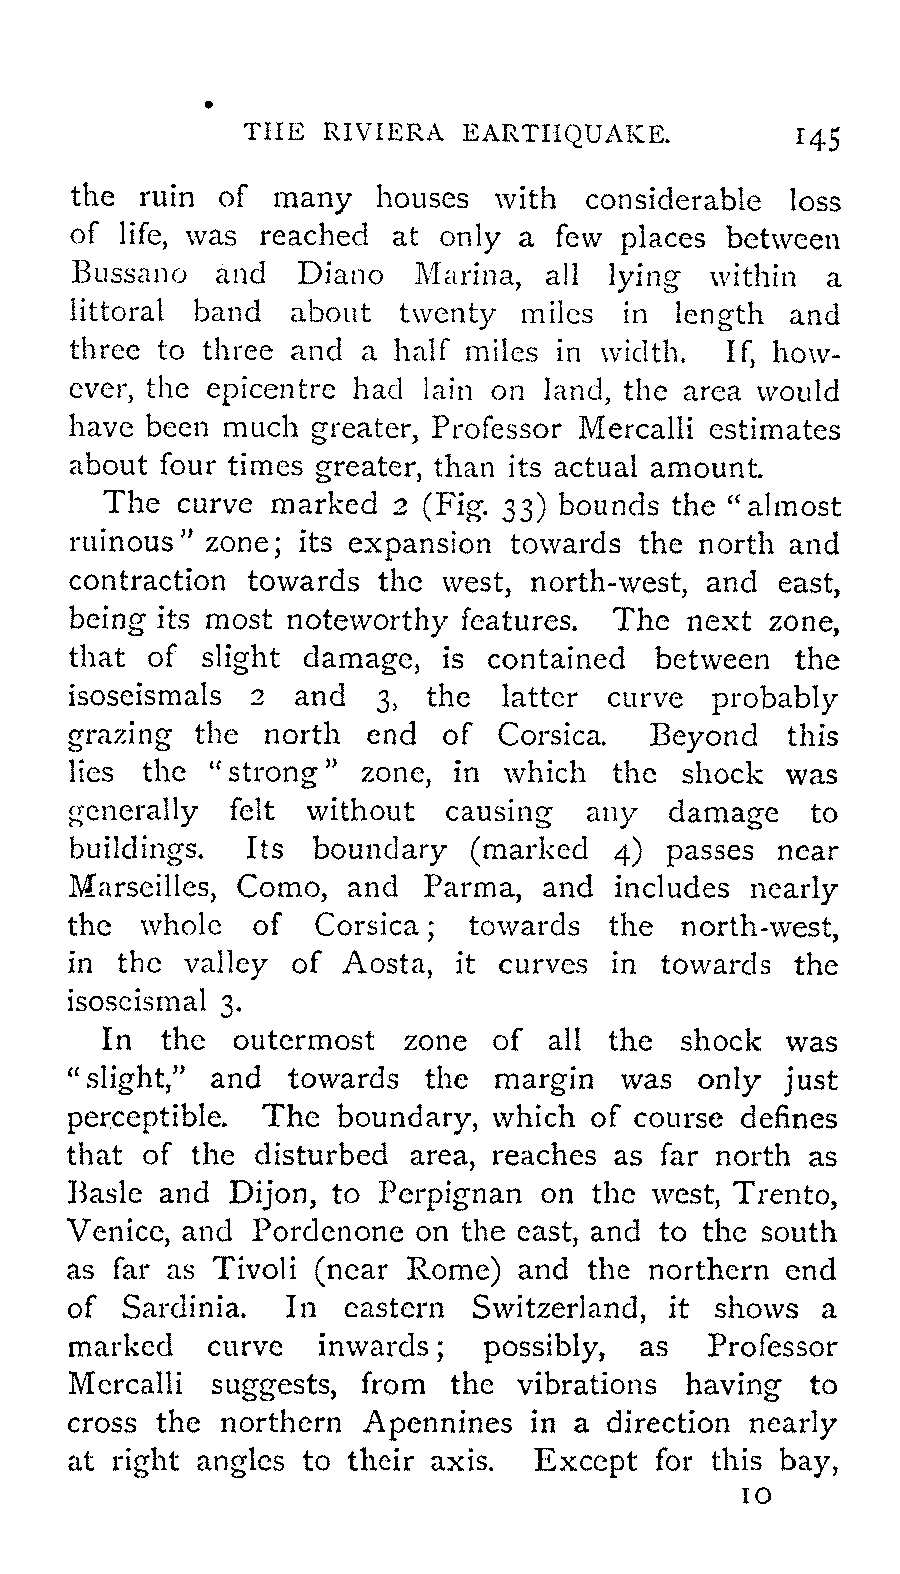 THE RIVIERA EARTHQUAKE. 145
the ruin of many houses with considerable loss
of life, was reached at only a few places between
Bussano and Diano Marina, all lying within a
littoral band about twenty miles in length and
three to three and a half miles in width. If, how-
ever, the epicentre had lain on land, the area would
have been much greater, Professor Mercalli estimates
about four times greater, than its actual amount.
The curve marked 2 (Fig. 33) bounds the "almost
ruinous" zone; its expansion towards the north and
contraction towards the west, north-west, and east,
being its most noteworthy features. The next zone,
that of slight damage, is contained between the
isoseismals 2 and 3, the latter curve probably
grazing the north end of Corsica. Beyond this
lies the "strong" zone, in which the shock was
generally felt without causing any damage to
buildings. Its boundary (marked 4) passes near
Marseilles, Como, and Parma, and includes nearly
the whole of Corsica; towards the north-west,
in the valley of Aosta, it curves in towards the
isoseismal 3.
In the outermost zone of all the shock was
"slight," and towards the margin was only just
perceptible. The boundary, which of course defines
that of the disturbed area, reaches as far north as
Basle and Dijon, to Perpignan on the west, Trento,
Venice, and Pordenone on the east, and to the south
as far as Tivoli (near Rome) and the northern end
of Sardinia. In eastern Switzerland, it shows a
marked curve inwards; possibly, as Professor
Mercalli suggests, from the vibrations having to
cross the northern Apennines in a direction nearly
at right angles to their axis. Except for this bay,
10